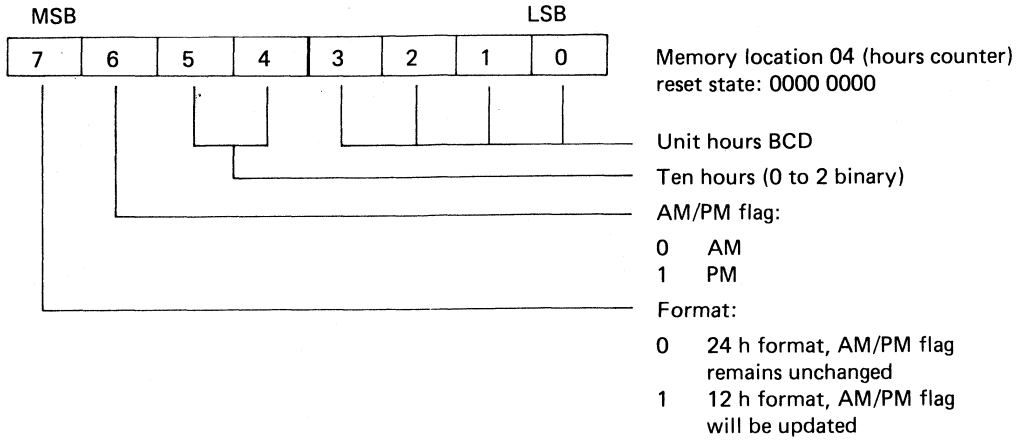 MSB LSB
7 6 5 4 3 2 1 0
Memory location 04 (hours counter)
reset state: 0000 0000
Unit hours BCD
Ten hours (0 to 2 binary)
AM/PM flag:
0 AM
1 PM
Format:
0 24 h format, AM/PM flag
remains unchanged
1 12 h format, AM/PM flag
will be updated